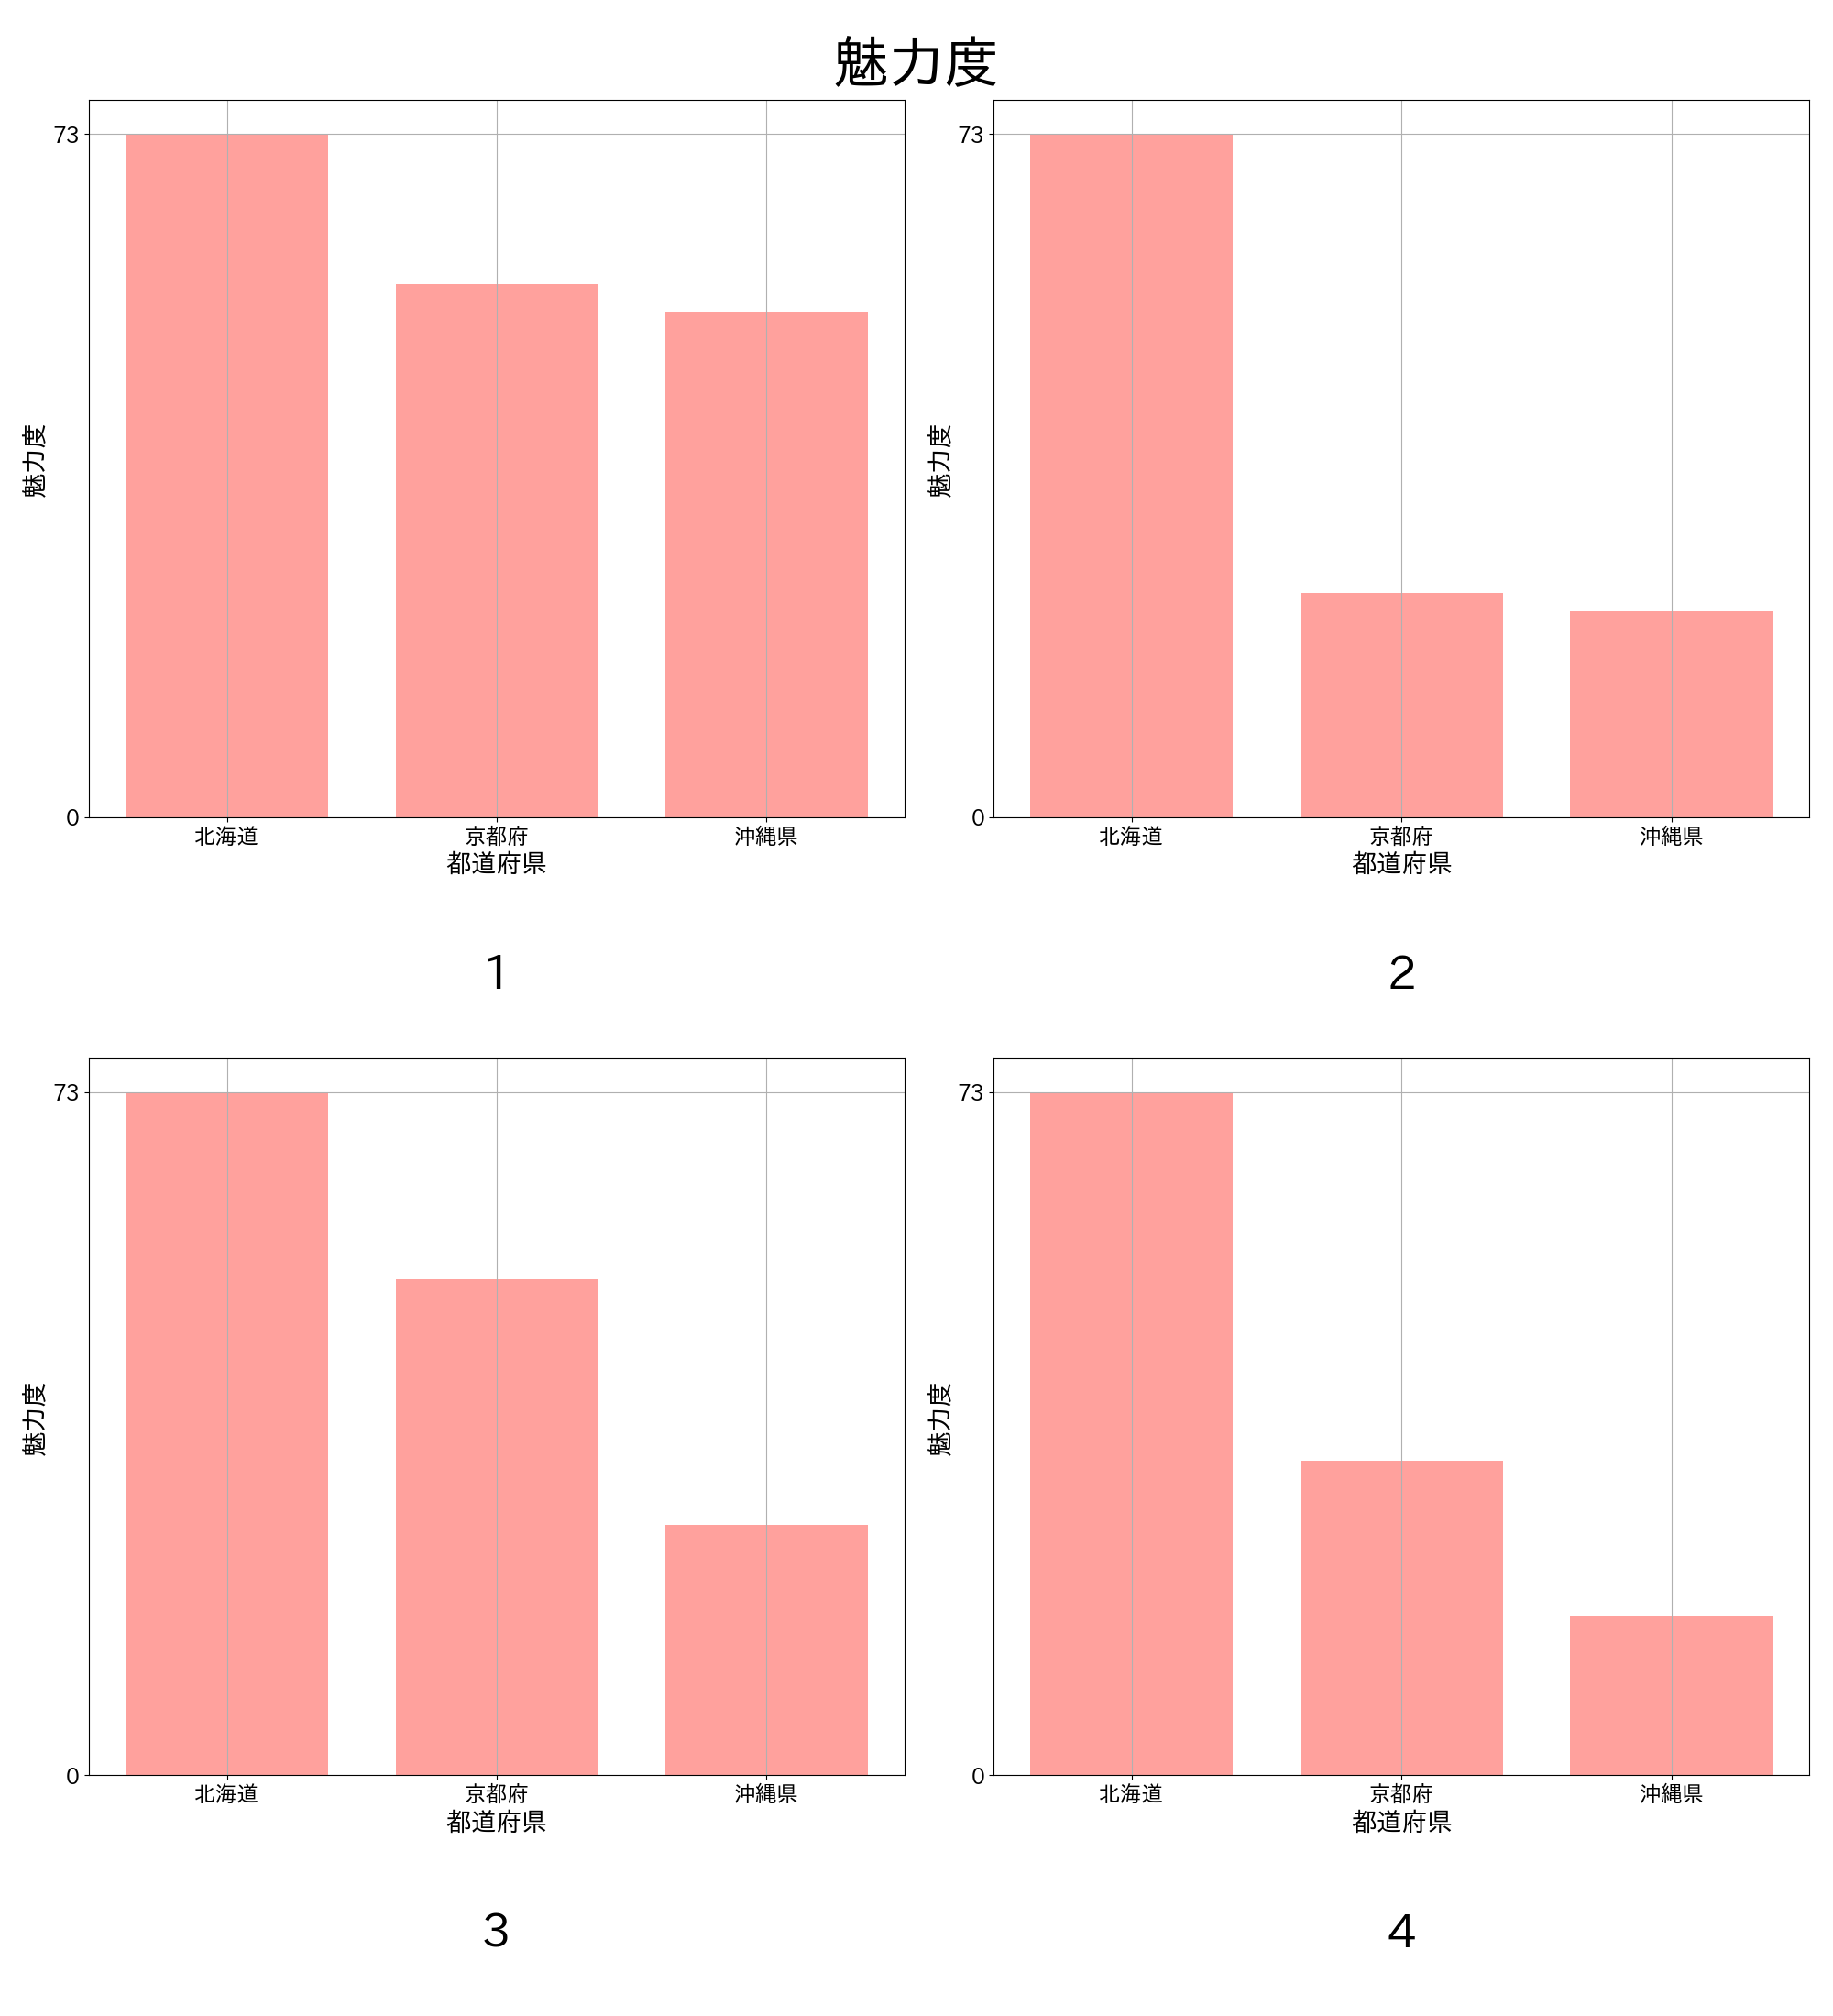 魅力度
73
魅力度
0
北海道 京都府 沖縄県
都道府県
1
73
魅力度
0
北海道 京都府 沖縄県
都道府県
2
73
魅力度
0
北海道 京都府 沖縄県
都道府県
3
73
魅力度
0
北海道 京都府 沖縄県
都道府県
4